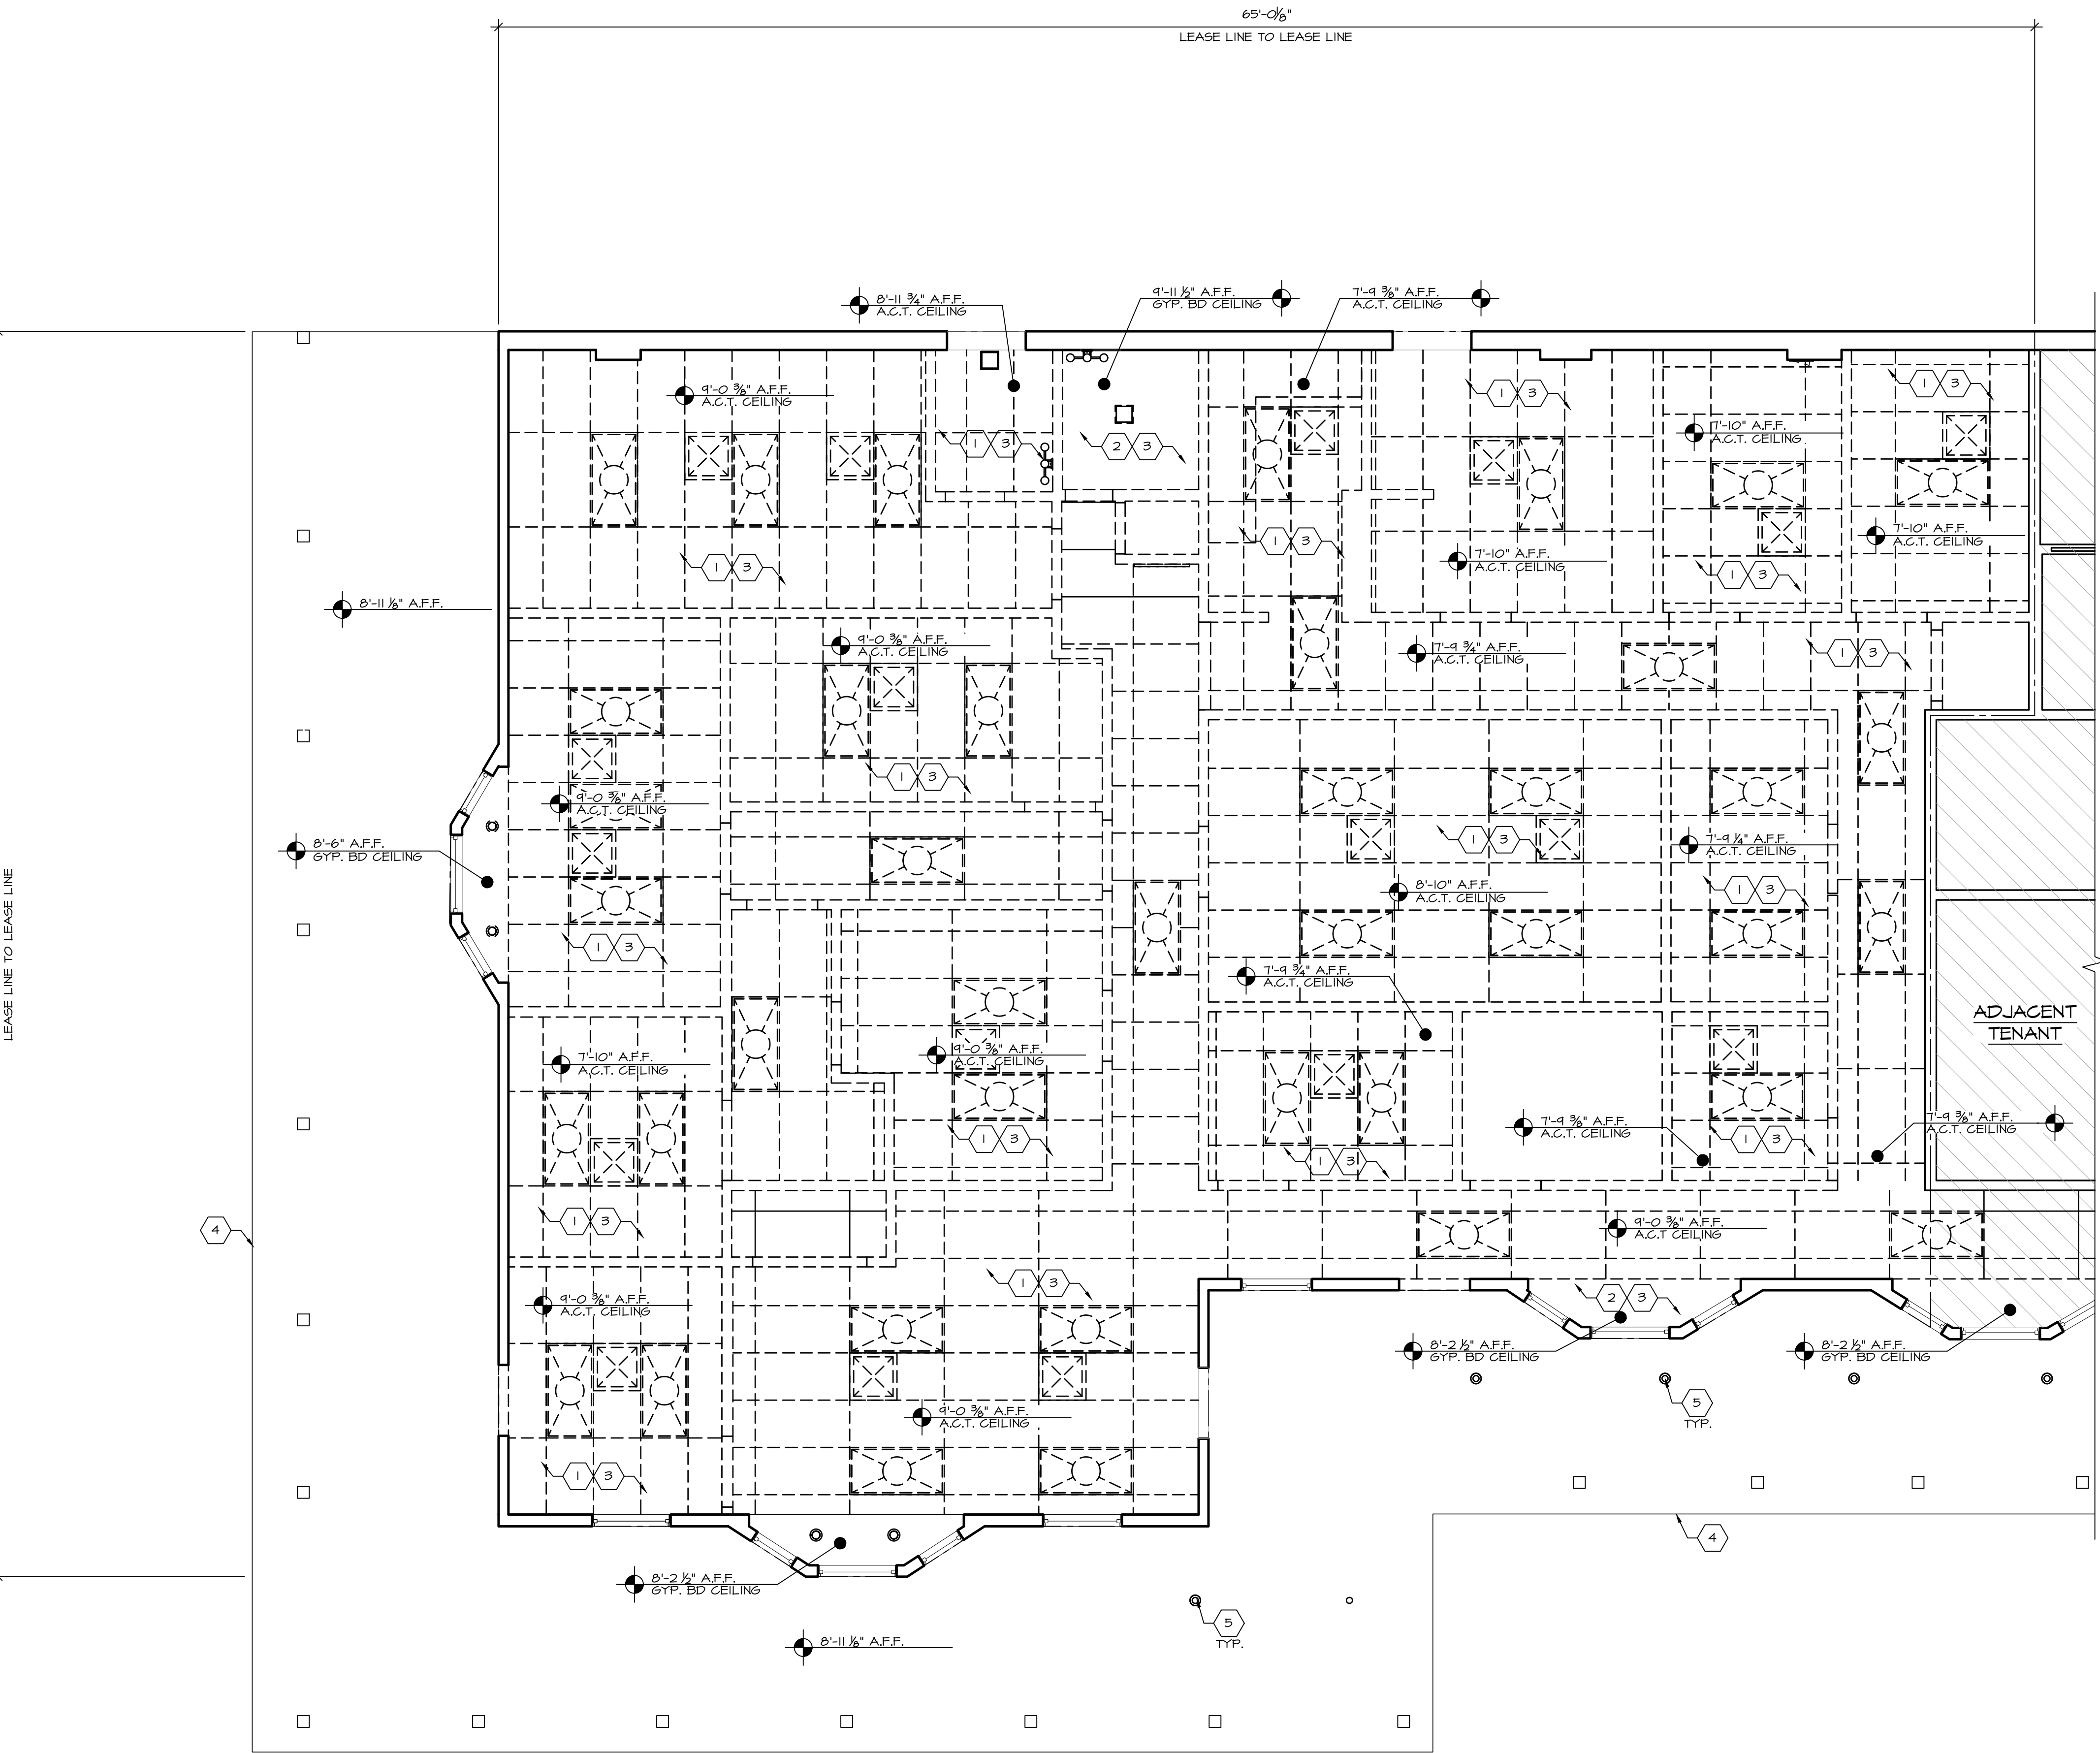 65'-0⅛"
LEASE LINE TO LEASE LINE
8'-11 ¾" A.F.F.
A.C.T. CEILING
9'-11 ½" A.F.F.
GYP. BD CEILING
7'-9 ⅜" A.F.F.
A.C.T. CEILING
9'-0 ⅜" A.F.F.
A.C.T. CEILING
1 3
1 3
7'-10" A.F.F.
A.C.T. CEILING
1 3
2 3
7'-10" A.F.F.
A.C.T. CEILING
1 3
7'-10" A.F.F.
A.C.T. CEILING
1 3
1 3
8'-11 ⅛" A.F.F.
9'-0 ⅜" A.F.F.
A.C.T. CEILING
7'-9 ¾" A.F.F.
A.C.T. CEILING
1 3
1 3
9'-0 ⅜" A.F.F.
A.C.T. CEILING
8'-6" A.F.F.
GYP. BD CEILING
1 3
7'-9 ¼" A.F.F.
A.C.T. CEILING
8'-10" A.F.F.
A.C.T. CEILING
1 3
LEASE LINE TO LEASE LINE
1 3
7'-9 ¾" A.F.F.
A.C.T. CEILING
ADJACENT
TENANT
7'-10" A.F.F.
A.C.T. CEILING
9'-0 ⅜" A.F.F.
A.C.T. CEILING
7'-9 ⅜" A.F.F.
A.C.T. CEILING
7'-9 ⅜" A.F.F.
A.C.T. CEILING
1 3
1 3
1 3
1 3
4
9'-0 ⅜" A.F.F.
A.C.T CEILING
1 3
9'-0 ⅜" A.F.F.
A.C.T. CEILING
2 3
8'-2 ½" A.F.F.
GYP. BD CEILING
8'-2 ½" A.F.F.
GYP. BD CEILING
5
TYP.
9'-0 ⅜" A.F.F.
A.C.T. CEILING
1 3
4
8'-2 ½" A.F.F.
GYP. BD CEILING
5
TYP.
8'-11 ⅛" A.F.F.